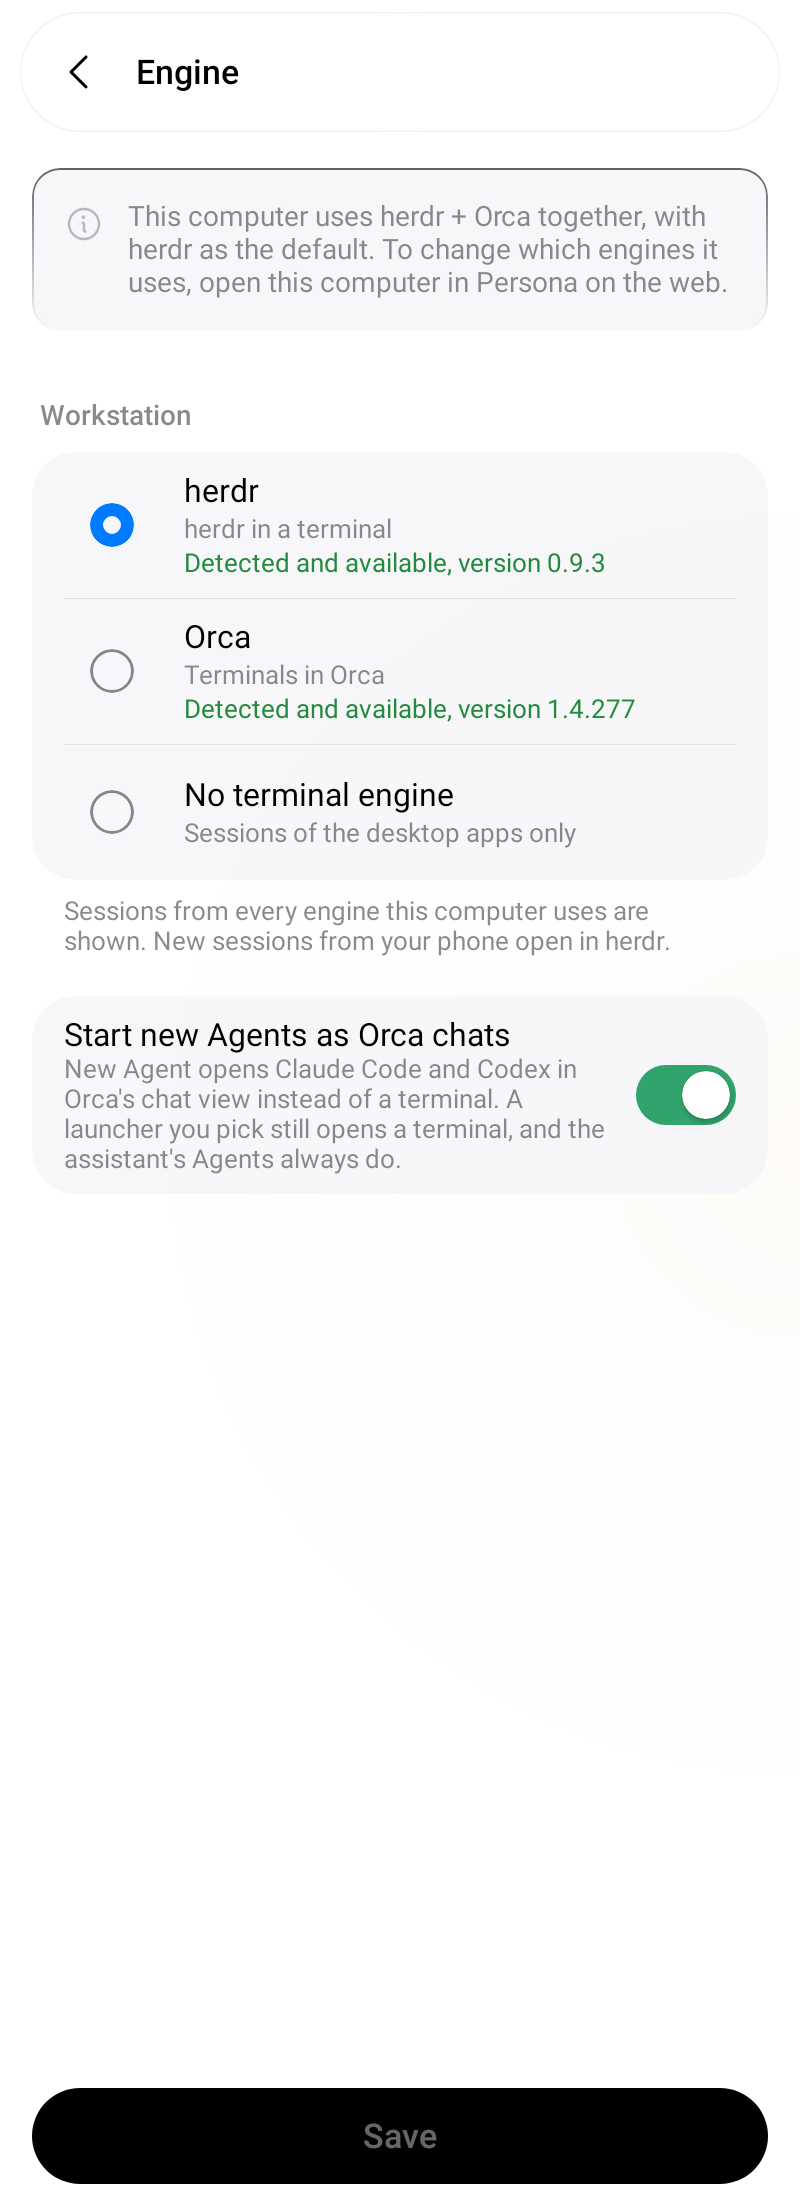 Engine
This computer uses herdr + Orca together, with
herdr as the default. To change which engines it
uses, open this computer in Persona on the web.
Workstation
herdr
herdr in a terminal
Detected and available, version 0.9.3
Orca
Terminals in Orca
Detected and available, version 1.4.277
No terminal engine
Sessions of the desktop apps only
Sessions from every engine this computer uses are
shown. New sessions from your phone open in herdr.
Start new Agents as Orca chats
New Agent opens Claude Code and Codex in
Orca's chat view instead of a terminal. A
launcher you pick still opens a terminal, and the
assistant's Agents always do.
Save